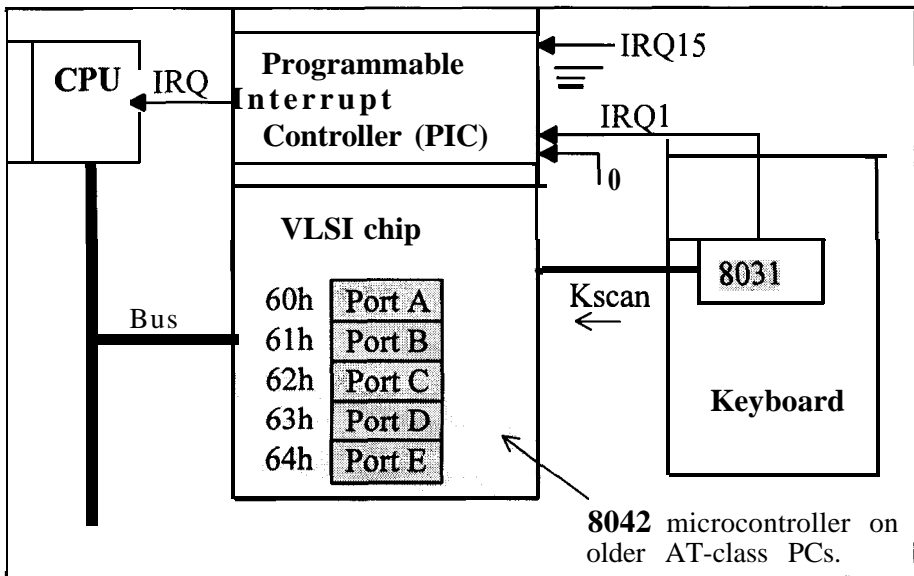 CPU
IRQ
Programmable
Interrupt
Controller (PIC)
IRQ15
IRQ1
0
VLSI chip
8031
Kscan
60h Port A
61h Port B
62h Port C
63h Port D
64h Port E
Bus
Keyboard
8042 microcontroller on
older AT-class PCs.